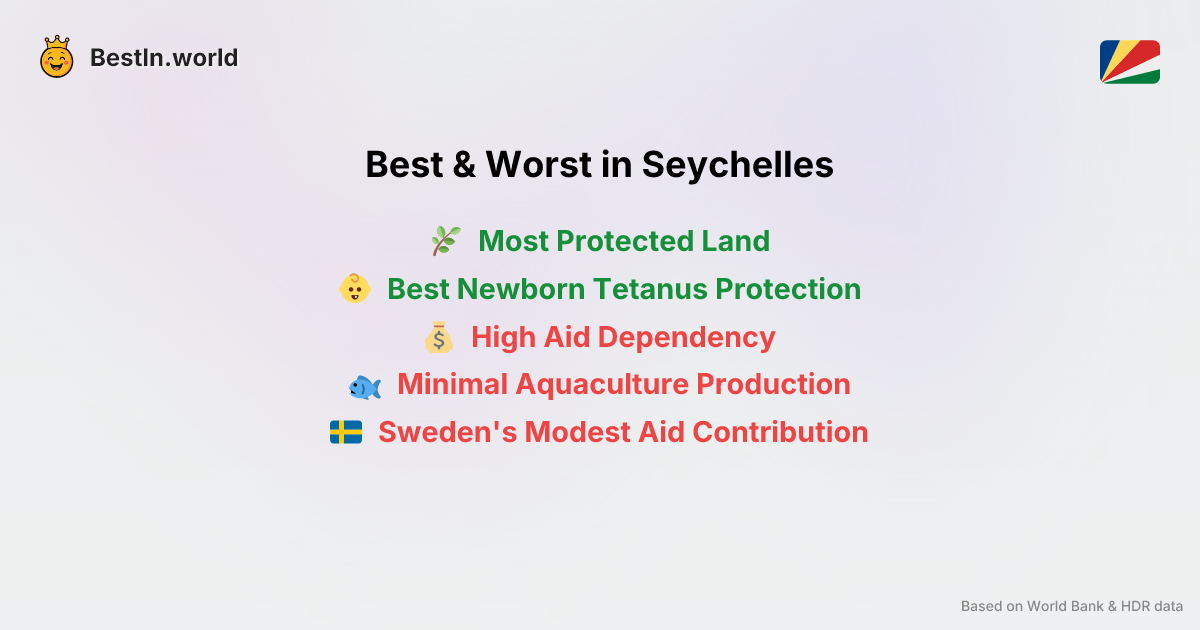 BestIn.world
Best & Worst in Seychelles
Most Protected Land
Best Newborn Tetanus Protection
High Aid Dependency
Minimal Aquaculture Production
Sweden's Modest Aid Contribution
Based on World Bank & HDR data